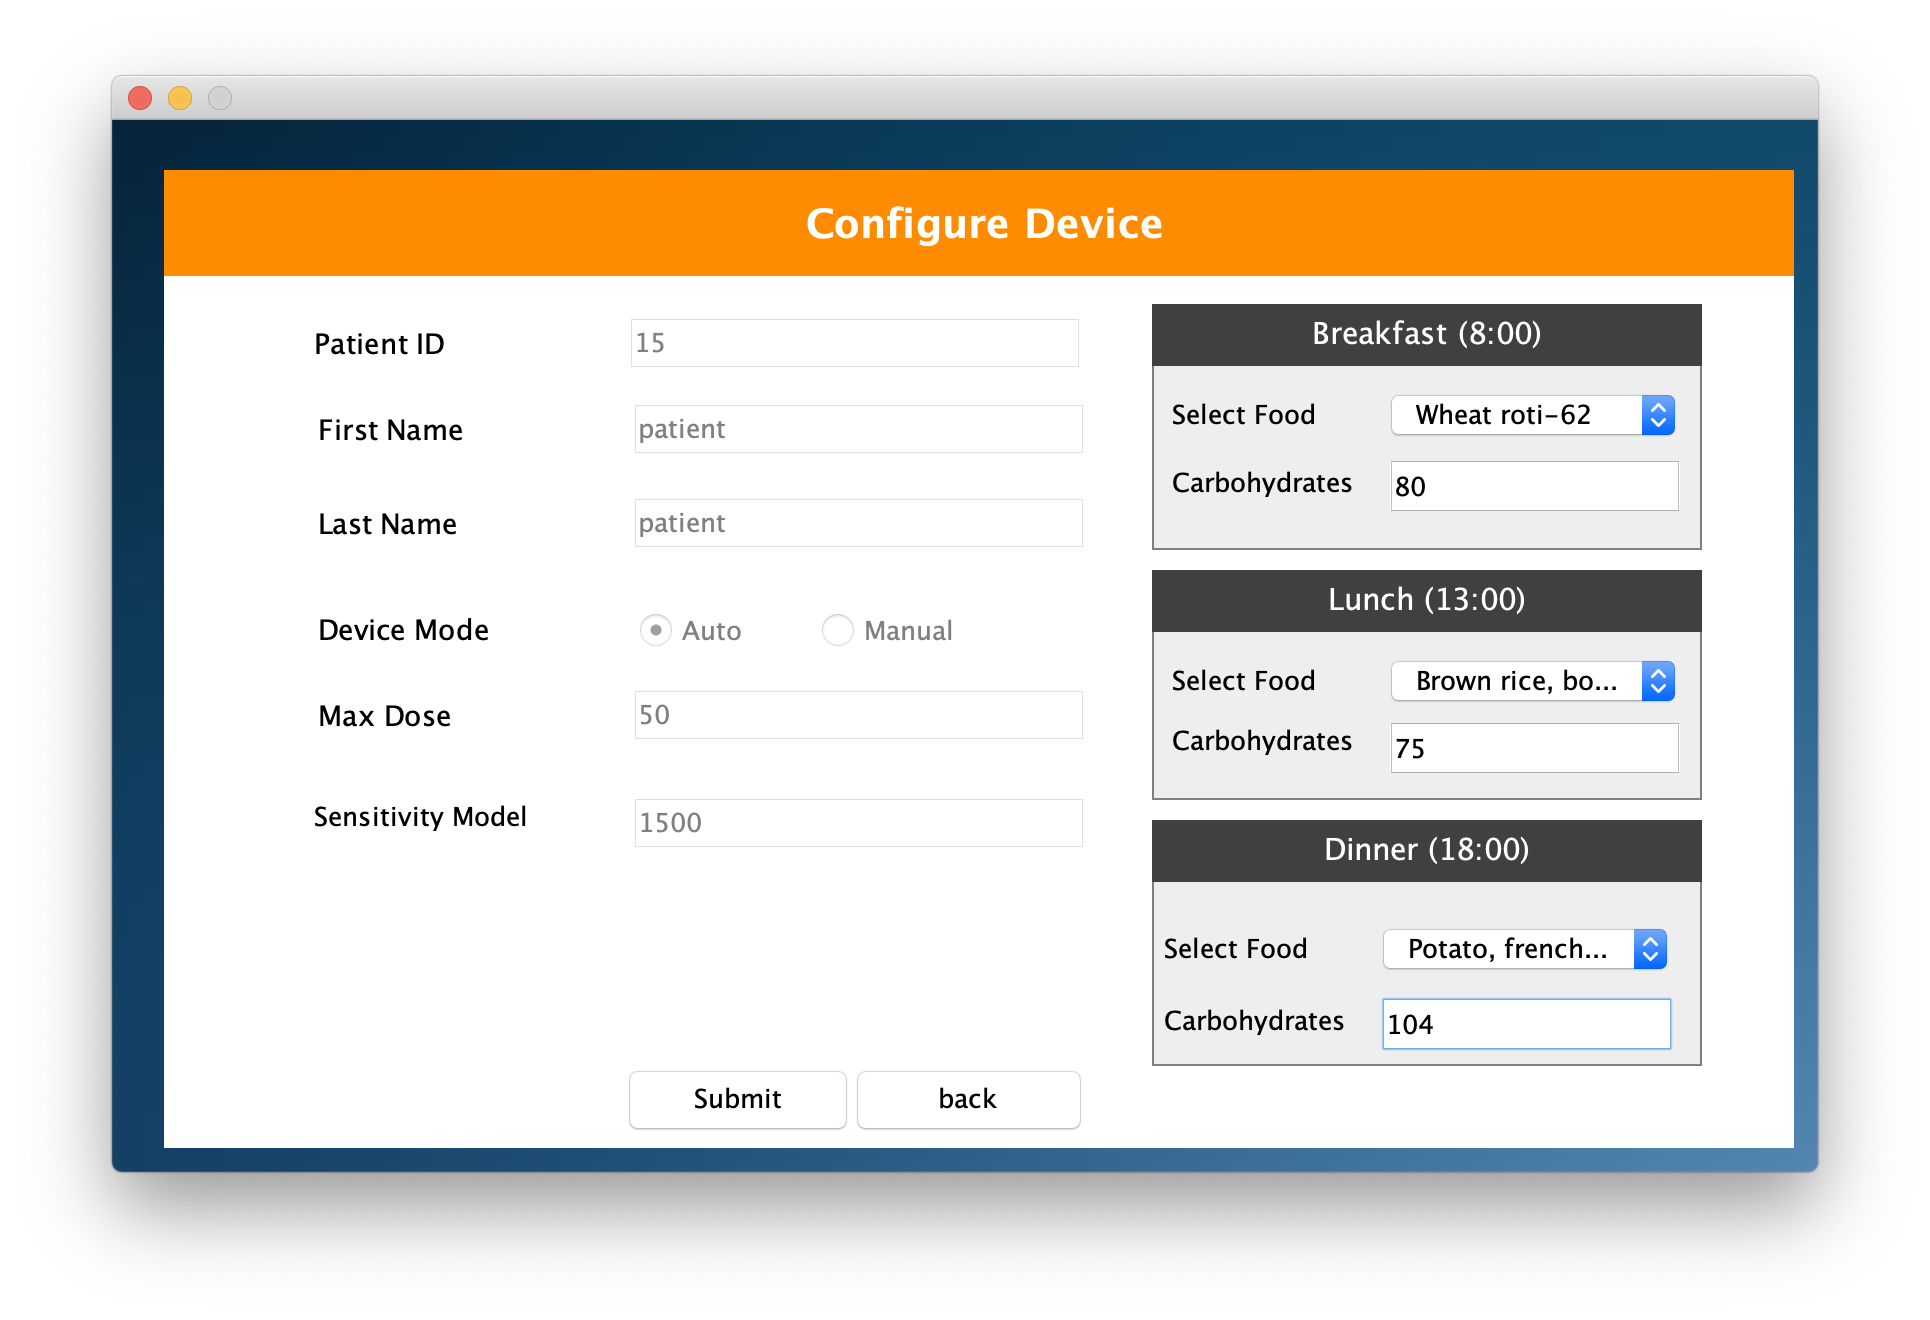 Configure Device
Patient ID 15
First Name patient
Last Name patient
Device Mode Auto Manual
Max Dose 50
Sensitivity Model 1500
Submit back
Breakfast (8:00)
Select Food Wheat roti-62
Carbohydrates 80
Lunch (13:00)
Select Food Brown rice, bo...
Carbohydrates 75
Dinner (18:00)
Select Food Potato, french...
Carbohydrates 104